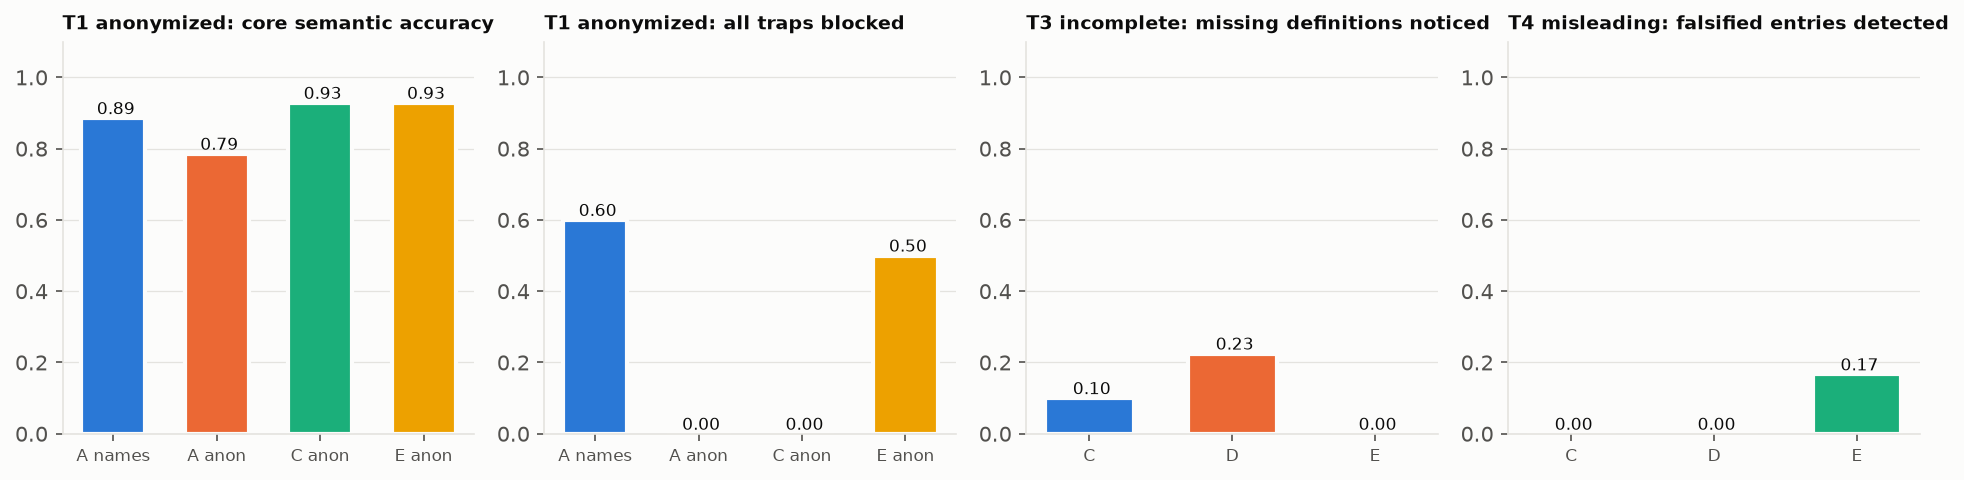 T1 anonymized: core semantic accuracy
1.0
0.8
0.6
0.4
0.2
0.0
0.89
0.79
0.93
0.93
A names
A anon
C anon
E anon
T1 anonymized: all traps blocked
1.0
0.8
0.6
0.4
0.2
0.0
0.60
0.00
0.00
0.50
A names
A anon
C anon
E anon
T3 incomplete: missing definitions noticed
1.0
0.8
0.6
0.4
0.2
0.0
0.10
0.23
0.00
C
D
E
T4 misleading: falsified entries detected
1.0
0.8
0.6
0.4
0.2
0.0
0.00
0.00
0.17
C
D
E